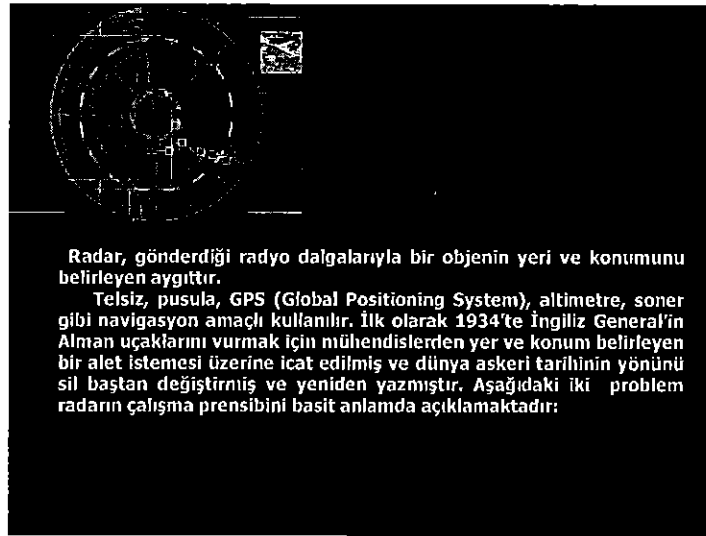 Radar, gönderdiği radyo dalgalarıyla bir objenin yeri ve konumunu
belirleyen aygıttır.
Telsiz, pusula, GPS (Global Positioning System), altimetre, soner
gibi navigasyon amaçlı kullanılır. İlk olarak 1934'te İngiliz General'in
Alman uçaklarını vurmak için mühendislerden yer ve konum belirleyen
bir alet istemesi üzerine icat edilmiş ve dünya askeri tarihinin yönünü
sil baştan değiştirmiş ve yeniden yazmıştır. Aşağıdaki iki problem
radarın çalışma prensibini basit anlamda açıklamaktadır: